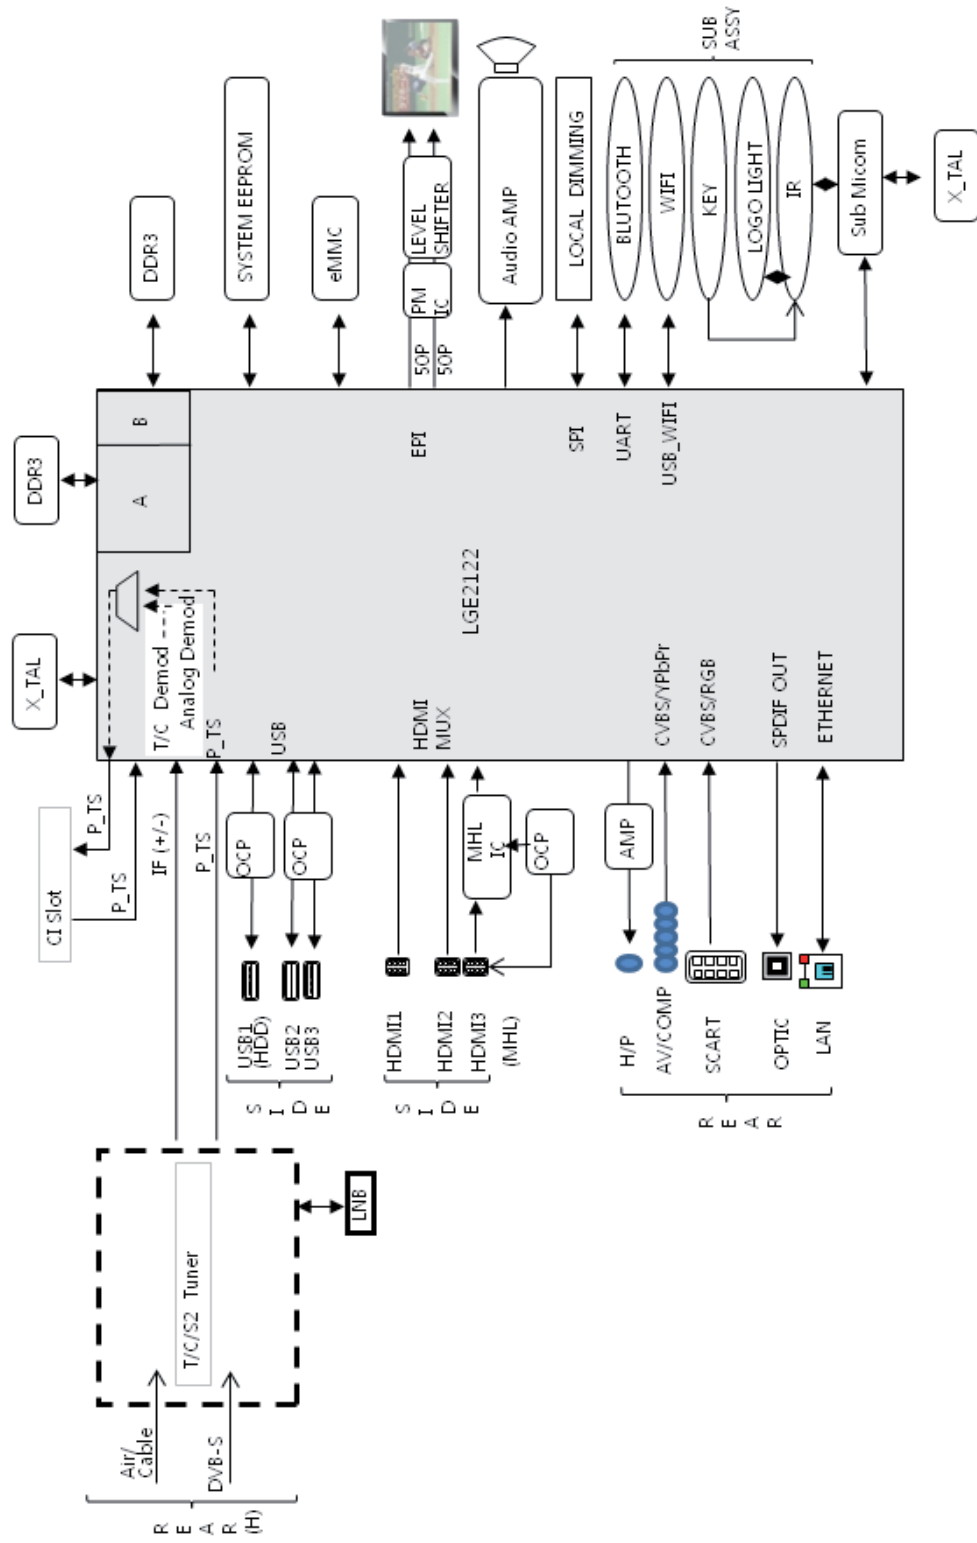 REAR
(H)
Air/
Cable
DVB-S
T/C/S2 Tuner
LNB
CI Slot
P_TS
P_TS
IF (+/-)
P_TS
X_TAL
DDR3
T/C Demod
Analog Demod
P_TS
A
B
DDR3
SYSTEM EEPROM
eMMC
SIDE
USB1
(HDD)
USB2
USB3
OCP
OCP
USB
SIDE
HDMI1
HDMI2
HDMI3
(MHL)
MHL
IC
OCP
HDMI
MUX
LGE2122
EPI
50P
50P
PM
IC
LEVEL
SHIFTER
Audio AMP
REAR
H/P
AV/COMP
SCART
OPTIC
LAN
AMP
CVBS/YPbPr
CVBS/RGB
SPDIF OUT
ETHERNET
SPI
UART
USB_WIFI
LOCAL DIMMING
BLUTOOTH
WIFI
KEY
LOGO LIGHT
IR
SUB
ASSY
Sub Micom
X_TAL